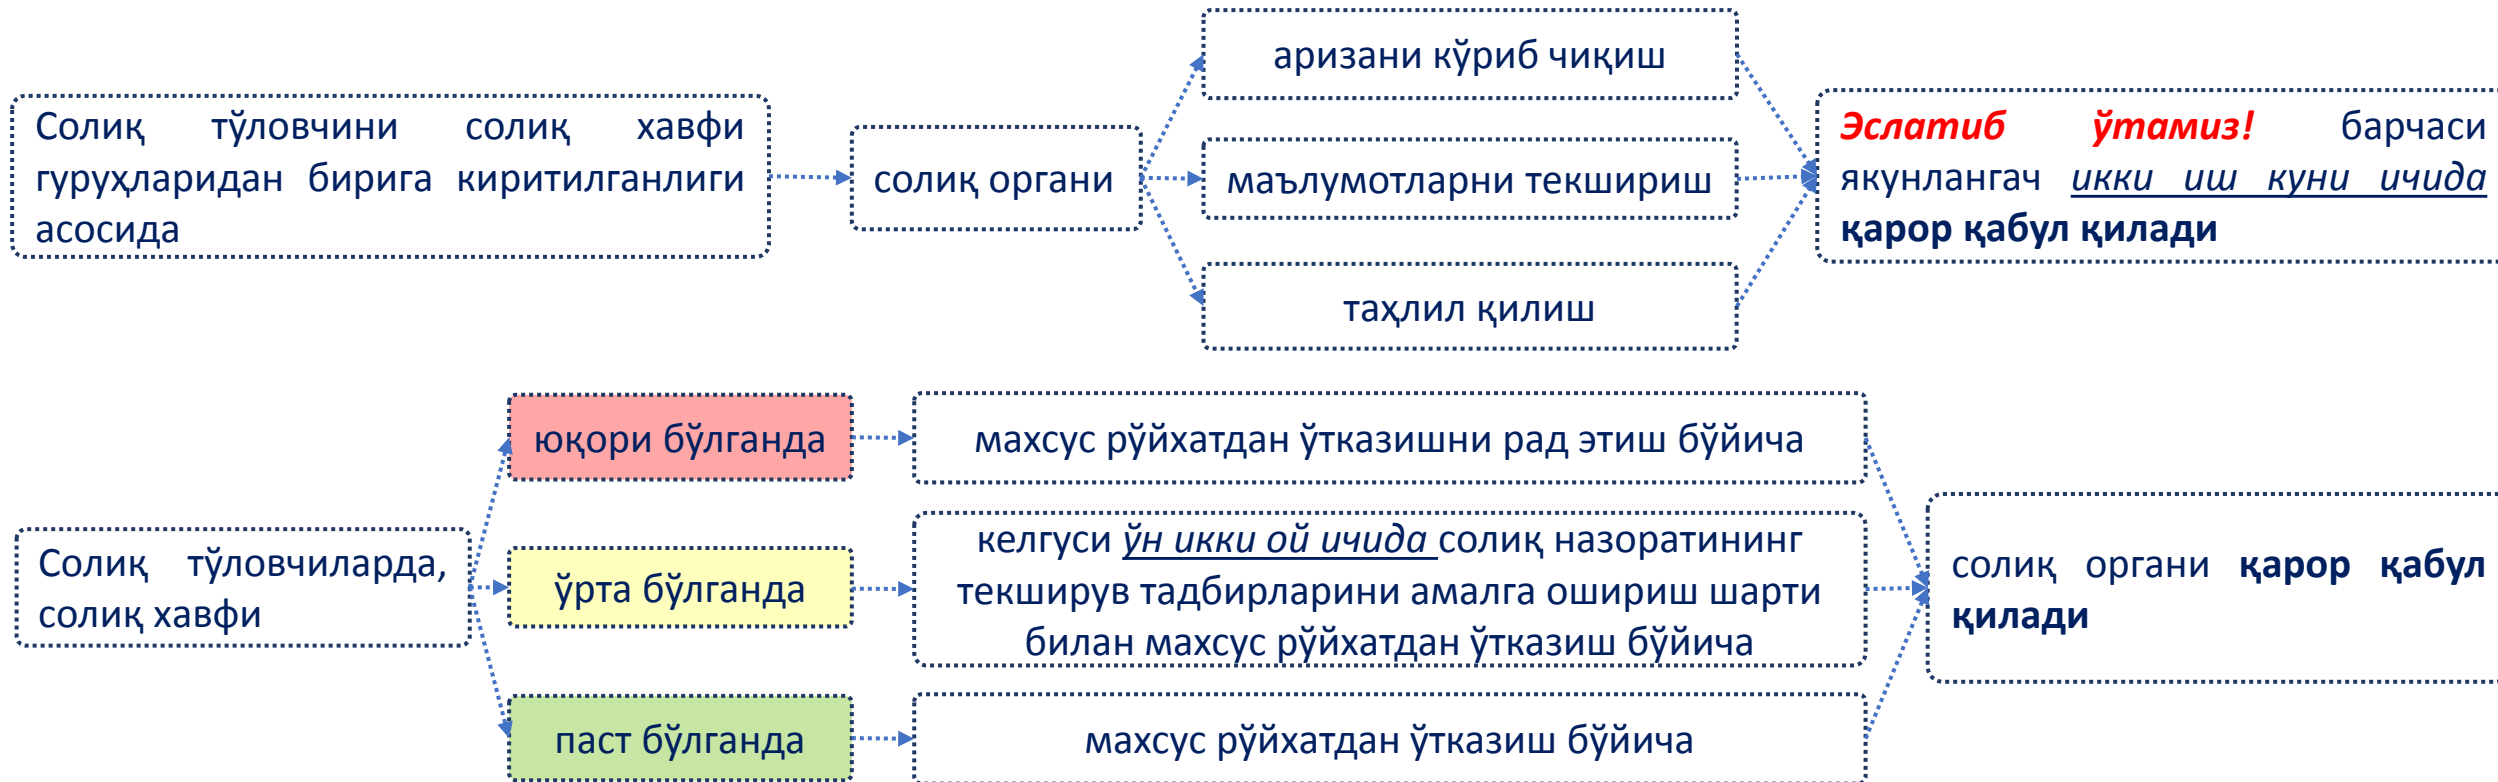 Солиқ тўловчини солиқ хавфи
гуруҳларидан бирига киритилганлиги
асосида
солиқ органи
аризани кўриб чиқиш
маълумотларни текшириш
таҳлил қилиш
Эслатиб ўтамиз! барчаси
якунлангач икки иш куни ичида
қарор қабул қилади
Солиқ тўловчиларда,
солиқ хавфи
юқори бўлганда
махсус рўйхатдан ўтказишни рад этиш бўйича
ўрта бўлганда
келгуси ўн икки ой ичида солиқ назоратининг
текширув тадбирларини амалга ошириш шарти
билан махсус рўйхатдан ўтказиш бўйича
паст бўлганда
махсус рўйхатдан ўтказиш бўйича
солиқ органи қарор қабул
қилади